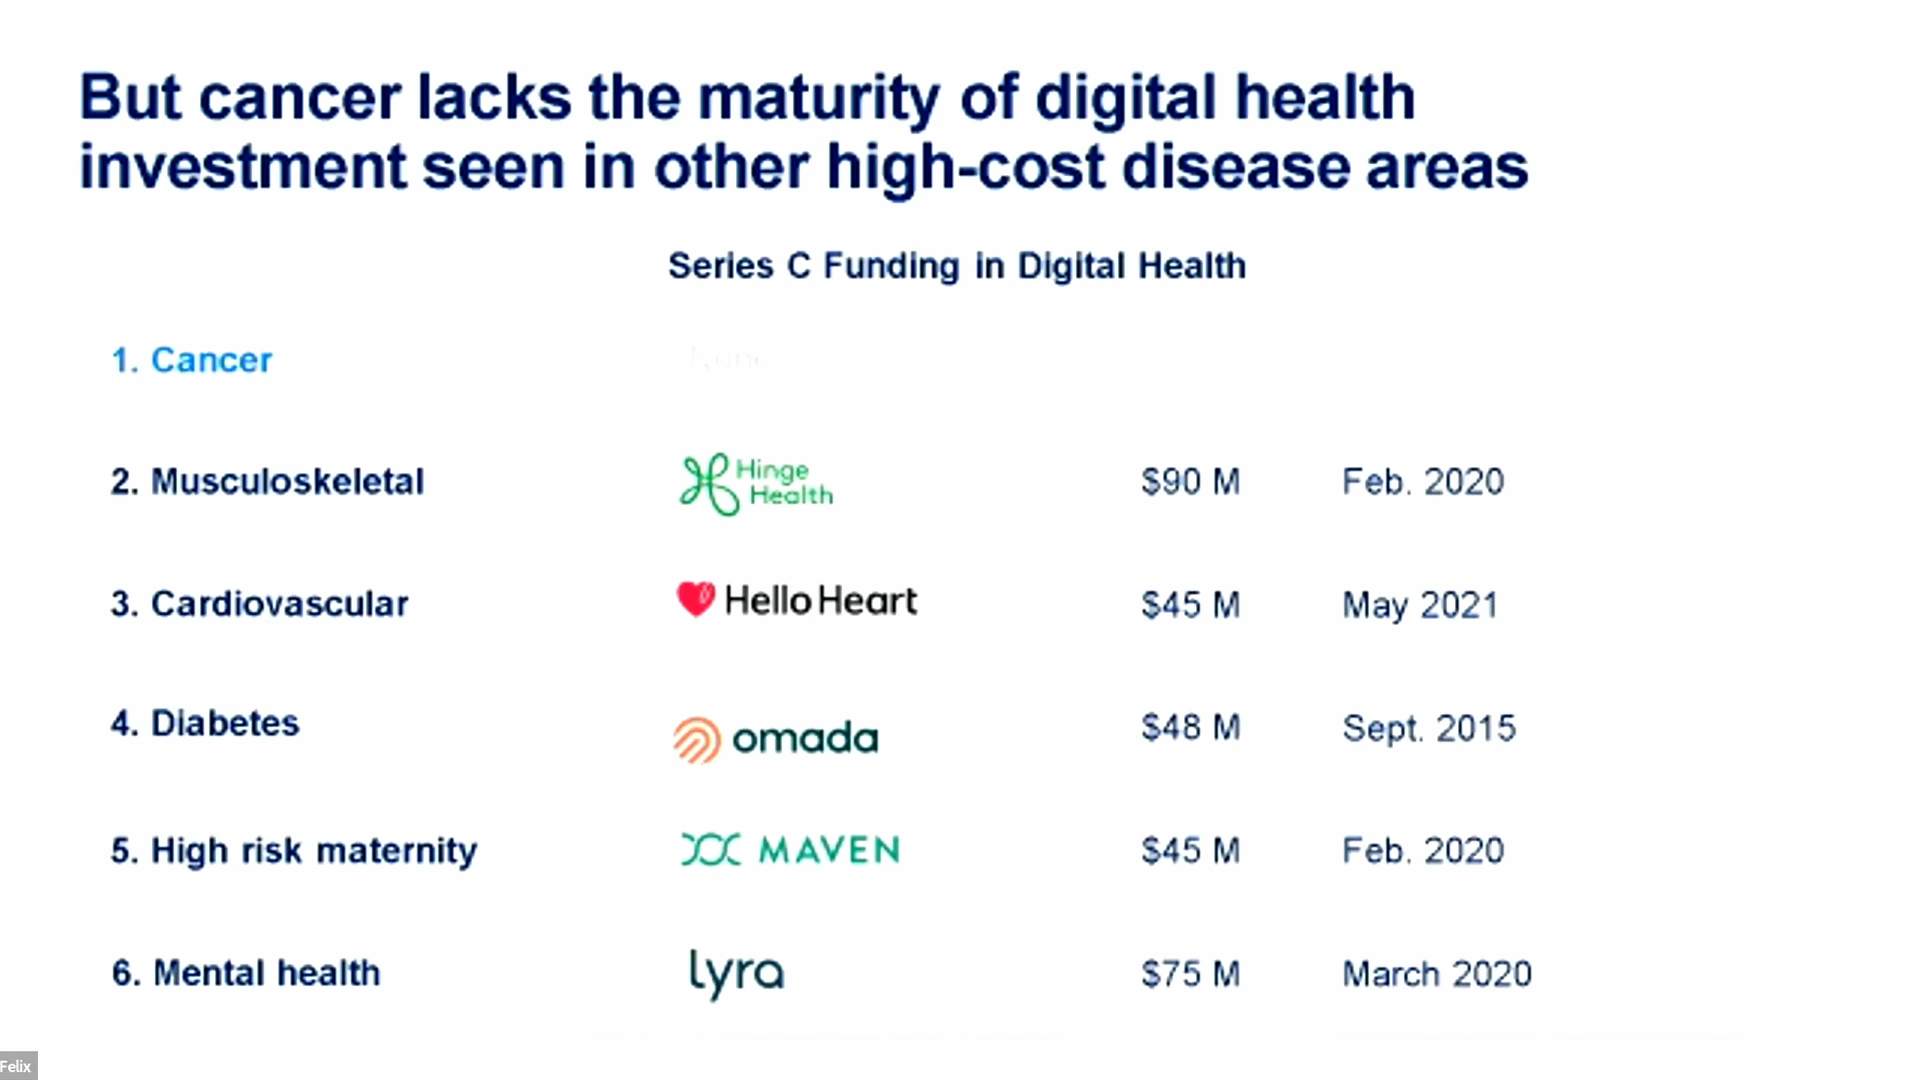 But cancer lacks the maturity of digital health
investment seen in other high-cost disease areas
Series C Funding in Digital Health
1. Cancer
2. Musculoskeletal Hinge Health $90 M Feb. 2020
3. Cardiovascular Hello Heart $45 M May 2021
4. Diabetes omada $48 M Sept. 2015
5. High risk maternity MAVEN $45 M Feb. 2020
6. Mental health lyra $75 M March 2020
Felix